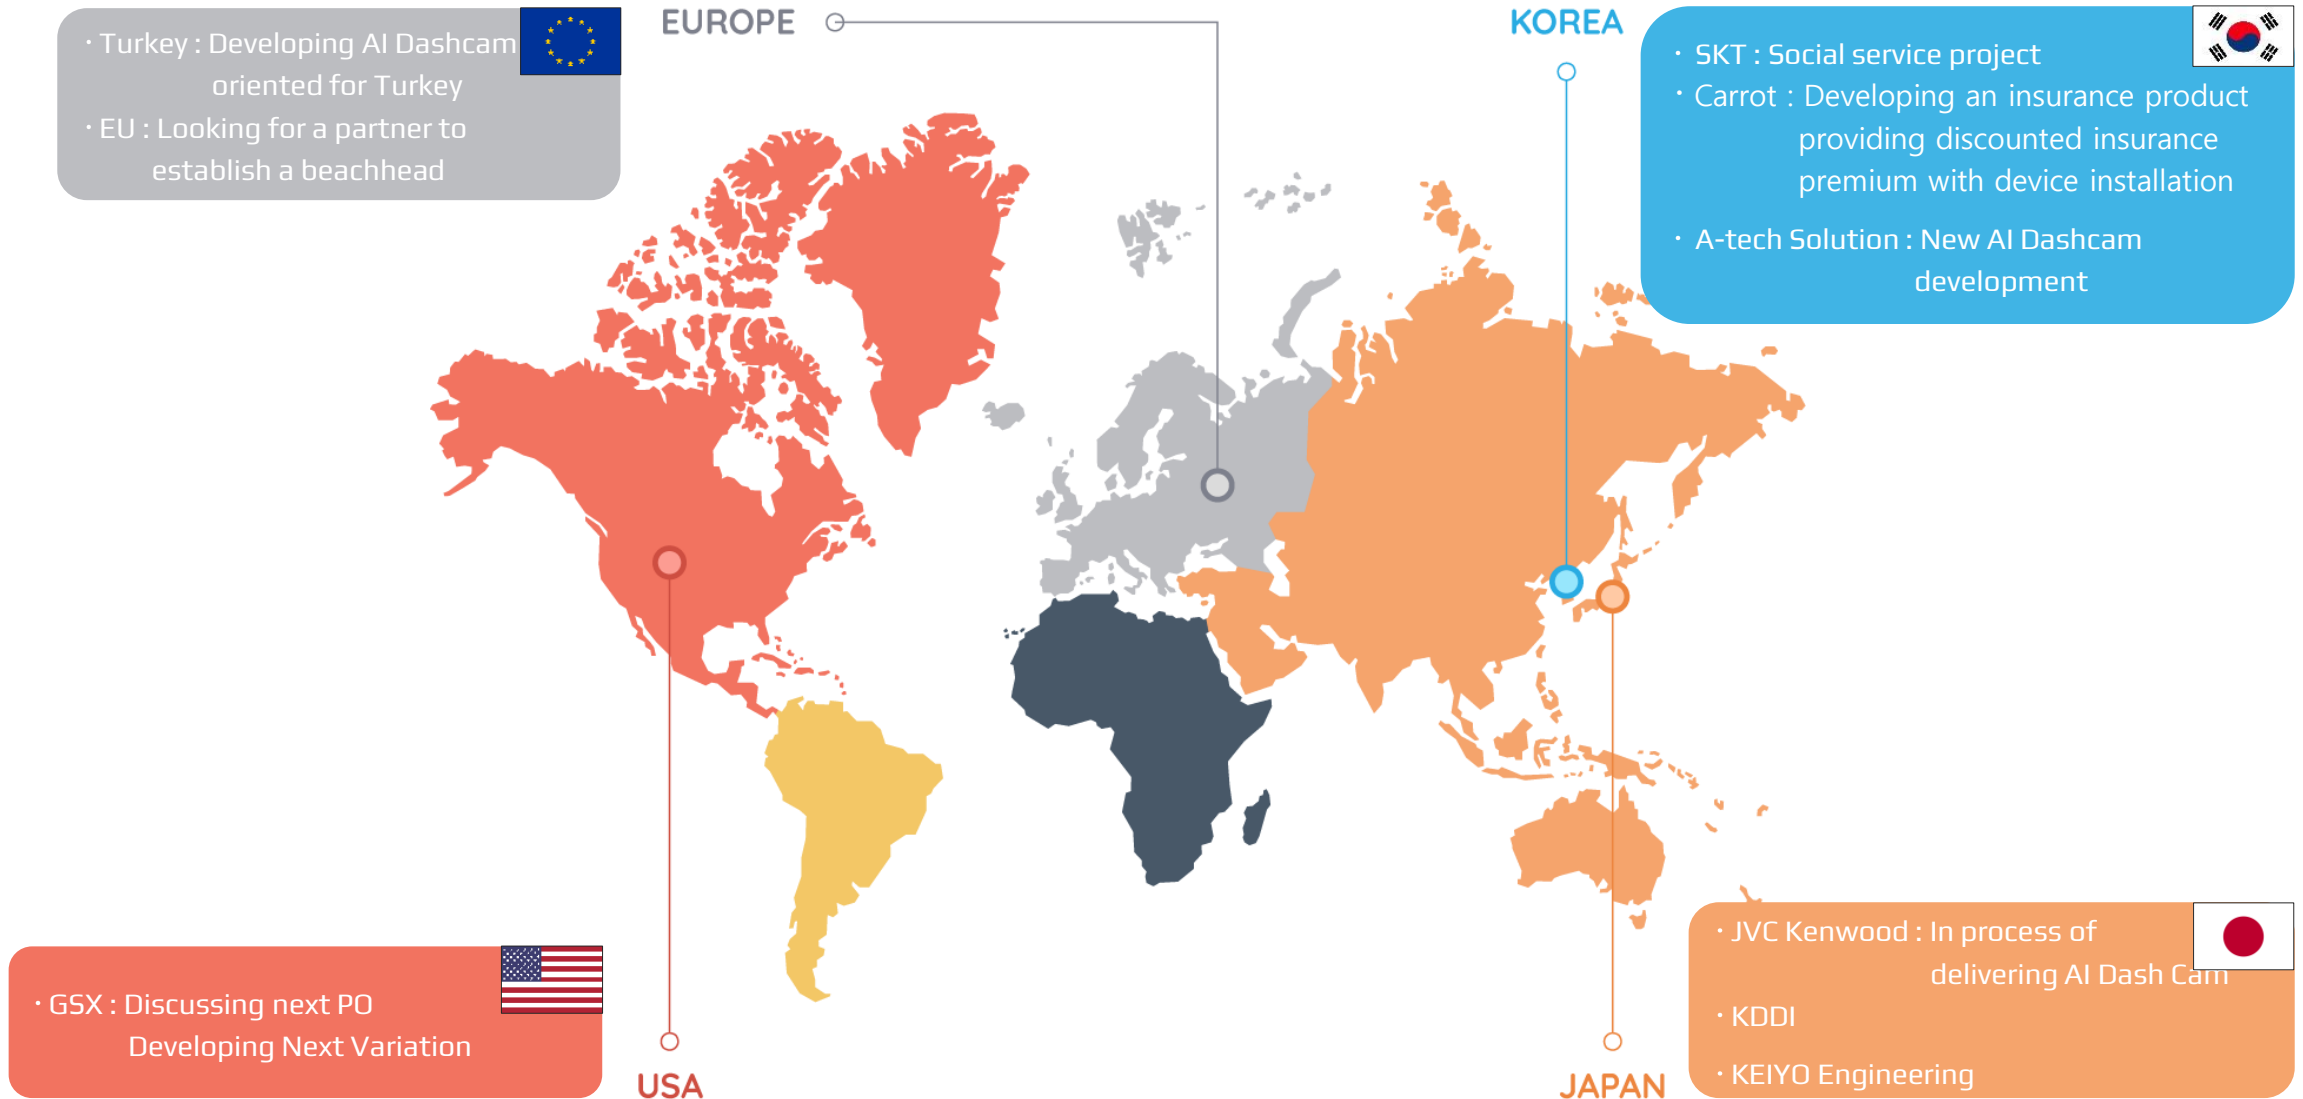 EUROPE
· Turkey : Developing AI Dashcam
oriented for Turkey
· EU : Looking for a partner to
establish a beachhead
KOREA
· SKT : Social service project
· Carrot : Developing an insurance product
providing discounted insurance
premium with device installation
· A-tech Solution : New AI Dashcam
development
· GSX : Discussing next PO
Developing Next Variation
USA
JAPAN
· JVC Kenwood : In process of
delivering AI Dash Cam
· KDDI
· KEIYO Engineering